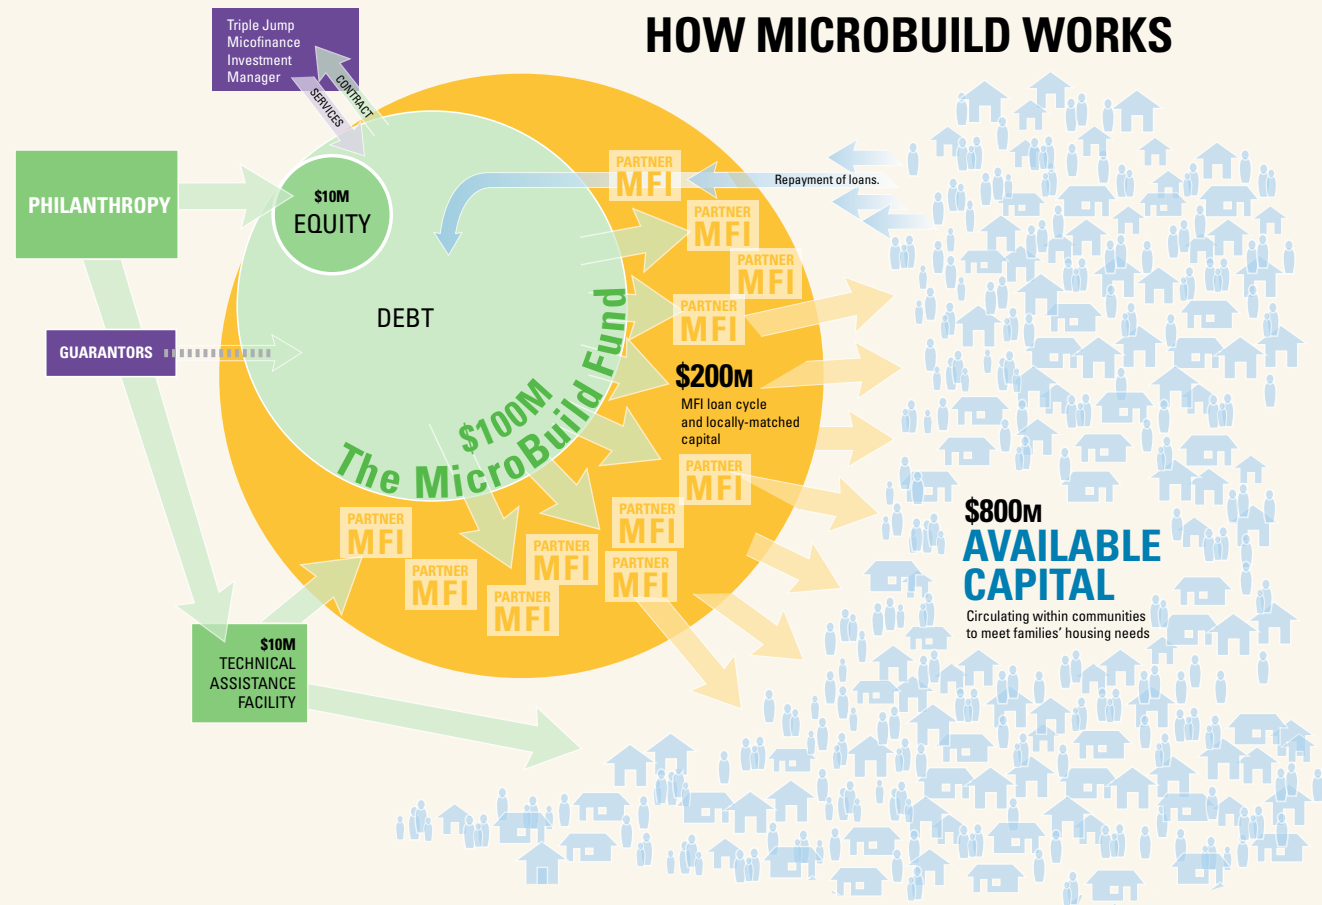 HOW MICROBUILD WORKS
Triple Jump
Micofinance
Investment
Manager
CONTRACT
SERVICES
PHILANTHROPY
$10M
EQUITY
GUARANTORS
DEBT
$100M
The MicroBuild Fund
PARTNER
MFI
Repayment of loans.
PARTNER
MFI
PARTNER
MFI
PARTNER
MFI
$200M
MFI loan cycle
and locally-matched
capital
PARTNER
MFI
PARTNER
MFI
PARTNER
MFI
PARTNER
MFI
PARTNER
MFI
PARTNER
MFI
PARTNER
MFI
$10M
TECHNICAL
ASSISTANCE
FACILITY
$800M
AVAILABLE
CAPITAL
Circulating within communities
to meet families’ housing needs